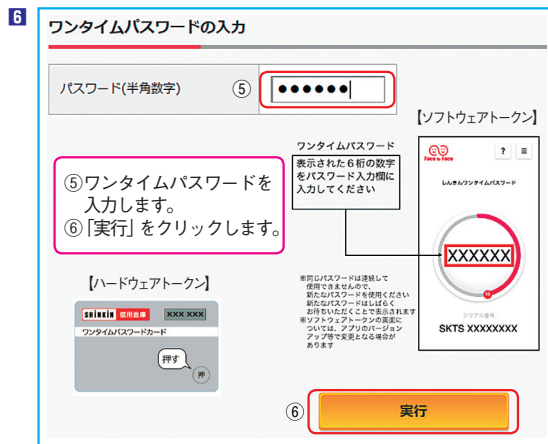 6
ワンタイムパスワードの入力
パスワード(半角数字)
⑤
●●●●●●
【ソフトウェアトークン】
ワンタイムパスワード
表示された6桁の数字
をパスワード入力欄に
入力してください
Face to Face
?
≡
しんきんワンタイムパスワード
XXXXXX
シリアル番号
SKTS XXXXXXXX
⑤ワンタイムパスワードを
入力します。
⑥「実行」をクリックします。
※同じパスワードは連続して
使用できませんので、
新たなパスワードを使用ください
新たなパスワードはしばらく
お待ちいただくことで表示されます
※ソフトウェアトークンの画面に
ついては、アプリのバージョン
アップ等で変更となる場合が
あります
【ハードウェアトークン】
SHINKIN 信用金庫
XXX XXX
ワンタイムパスワードカード
押す
押
⑥
実行